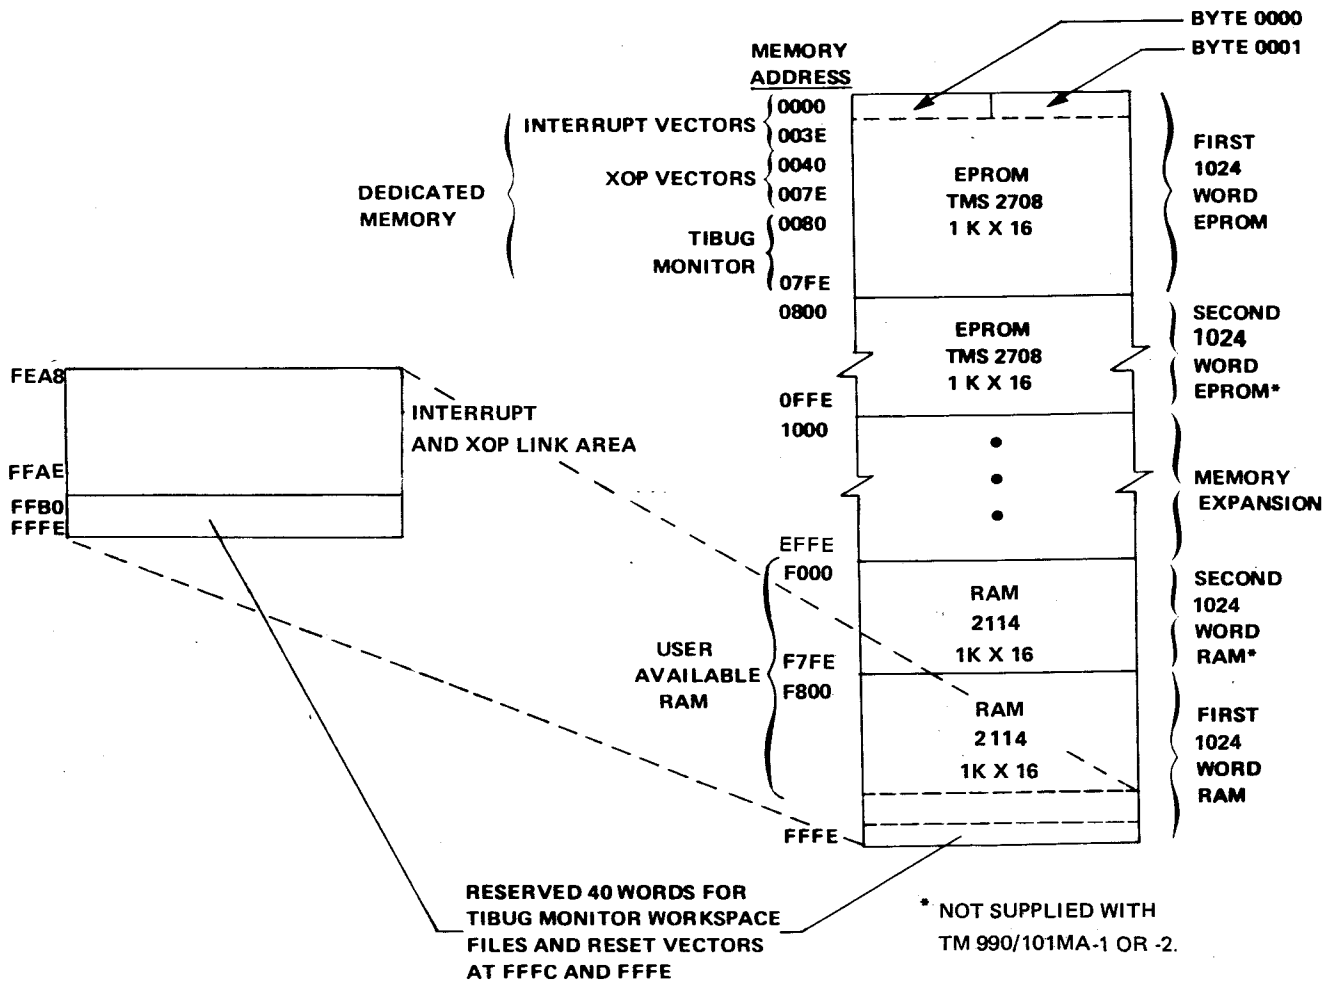 BYTE 0000
BYTE 0001
MEMORY
ADDRESS
0000
INTERRUPT VECTORS
003E
0040
XOP VECTORS
007E
DEDICATED
MEMORY
0080
TIBUG
MONITOR
07FE
EPROM
TMS 2708
1 K X 16
FIRST
1024
WORD
EPROM
0800
EPROM
TMS 2708
1 K X 16
0FFE
SECOND
1024
WORD
EPROM*
1000
MEMORY
EXPANSION
EFFE
FEA8
INTERRUPT
AND XOP LINK AREA
FFAE
FFB0
FFFE
F000
RAM
2114
1K X 16
F7FE
SECOND
1024
WORD
RAM*
USER
AVAILABLE
RAM
F800
RAM
2114
1K X 16
FIRST
1024
WORD
RAM
FFFE
RESERVED 40 WORDS FOR
TIBUG MONITOR WORKSPACE
FILES AND RESET VECTORS
AT FFFC AND FFFE
* NOT SUPPLIED WITH
TM 990/101MA-1 OR -2.